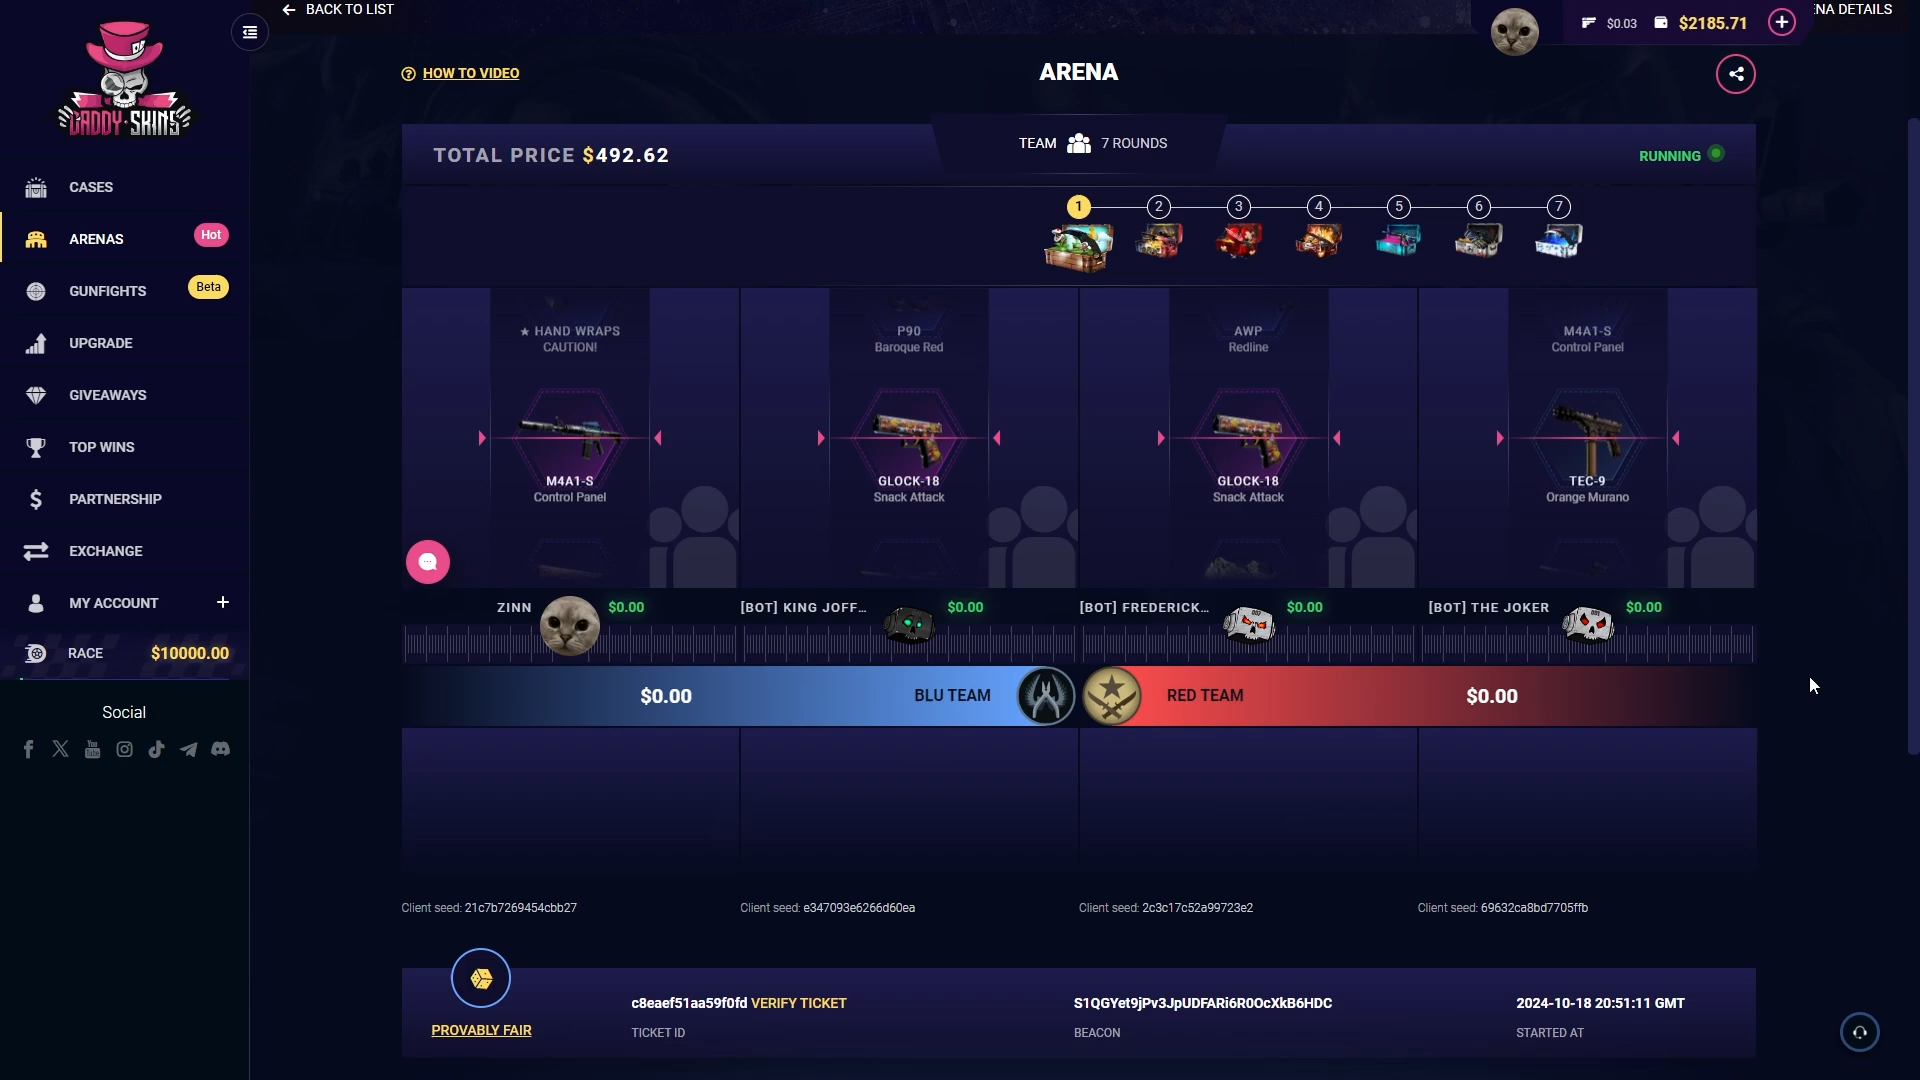 BACK TO LIST
$0.03
$2185.71
ENA DETAILS
HOW TO VIDEO
ARENA
DADDY SKINS
TOTAL PRICE $492.62
TEAM 7 ROUNDS
RUNNING
1 2 3 4 5 6 7
CASES
ARENAS Hot
GUNFIGHTS Beta
UPGRADE
GIVEAWAYS
TOP WINS
PARTNERSHIP
EXCHANGE
MY ACCOUNT
RACE $10000.00
Social
★ HAND WRAPS
CAUTION!
M4A1-S
Control Panel
P90
Baroque Red
GLOCK-18
Snack Attack
AWP
Redline
GLOCK-18
Snack Attack
M4A1-S
Control Panel
TEC-9
Orange Murano
ZINN $0.00
[BOT] KING JOFF... $0.00
[BOT] FREDERICK... $0.00
[BOT] THE JOKER $0.00
$0.00 BLU TEAM
RED TEAM $0.00
Client seed: 21c7b7269454cbb27
Client seed: e347093e6266d60ea
Client seed: 2c3c17c52a99723e2
Client seed: 69632ca8bd7705ffb
PROVABLY FAIR
c8eaef51aa59f0fd VERIFY TICKET
TICKET ID
S1QGYet9jPv3JpUDFARi6R0OcXkB6HDC
BEACON
2024-10-18 20:51:11 GMT
STARTED AT